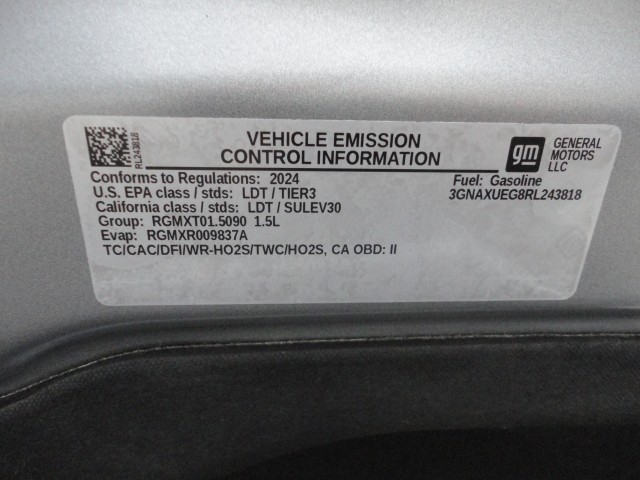 RL243818
VEHICLE EMISSION
CONTROL INFORMATION
gm
GENERAL
MOTORS
LLC
Conforms to Regulations: 2024
Fuel: Gasoline
U.S. EPA class / stds: LDT / TIER3
3GNAXUEG8RL243818
California class / stds: LDT / SULEV30
Group: RGMXT01.5090 1.5L
Evap: RGMXR009837A
TC/CAC/DFI/WR-HO2S/TWC/HO2S, CA OBD: II